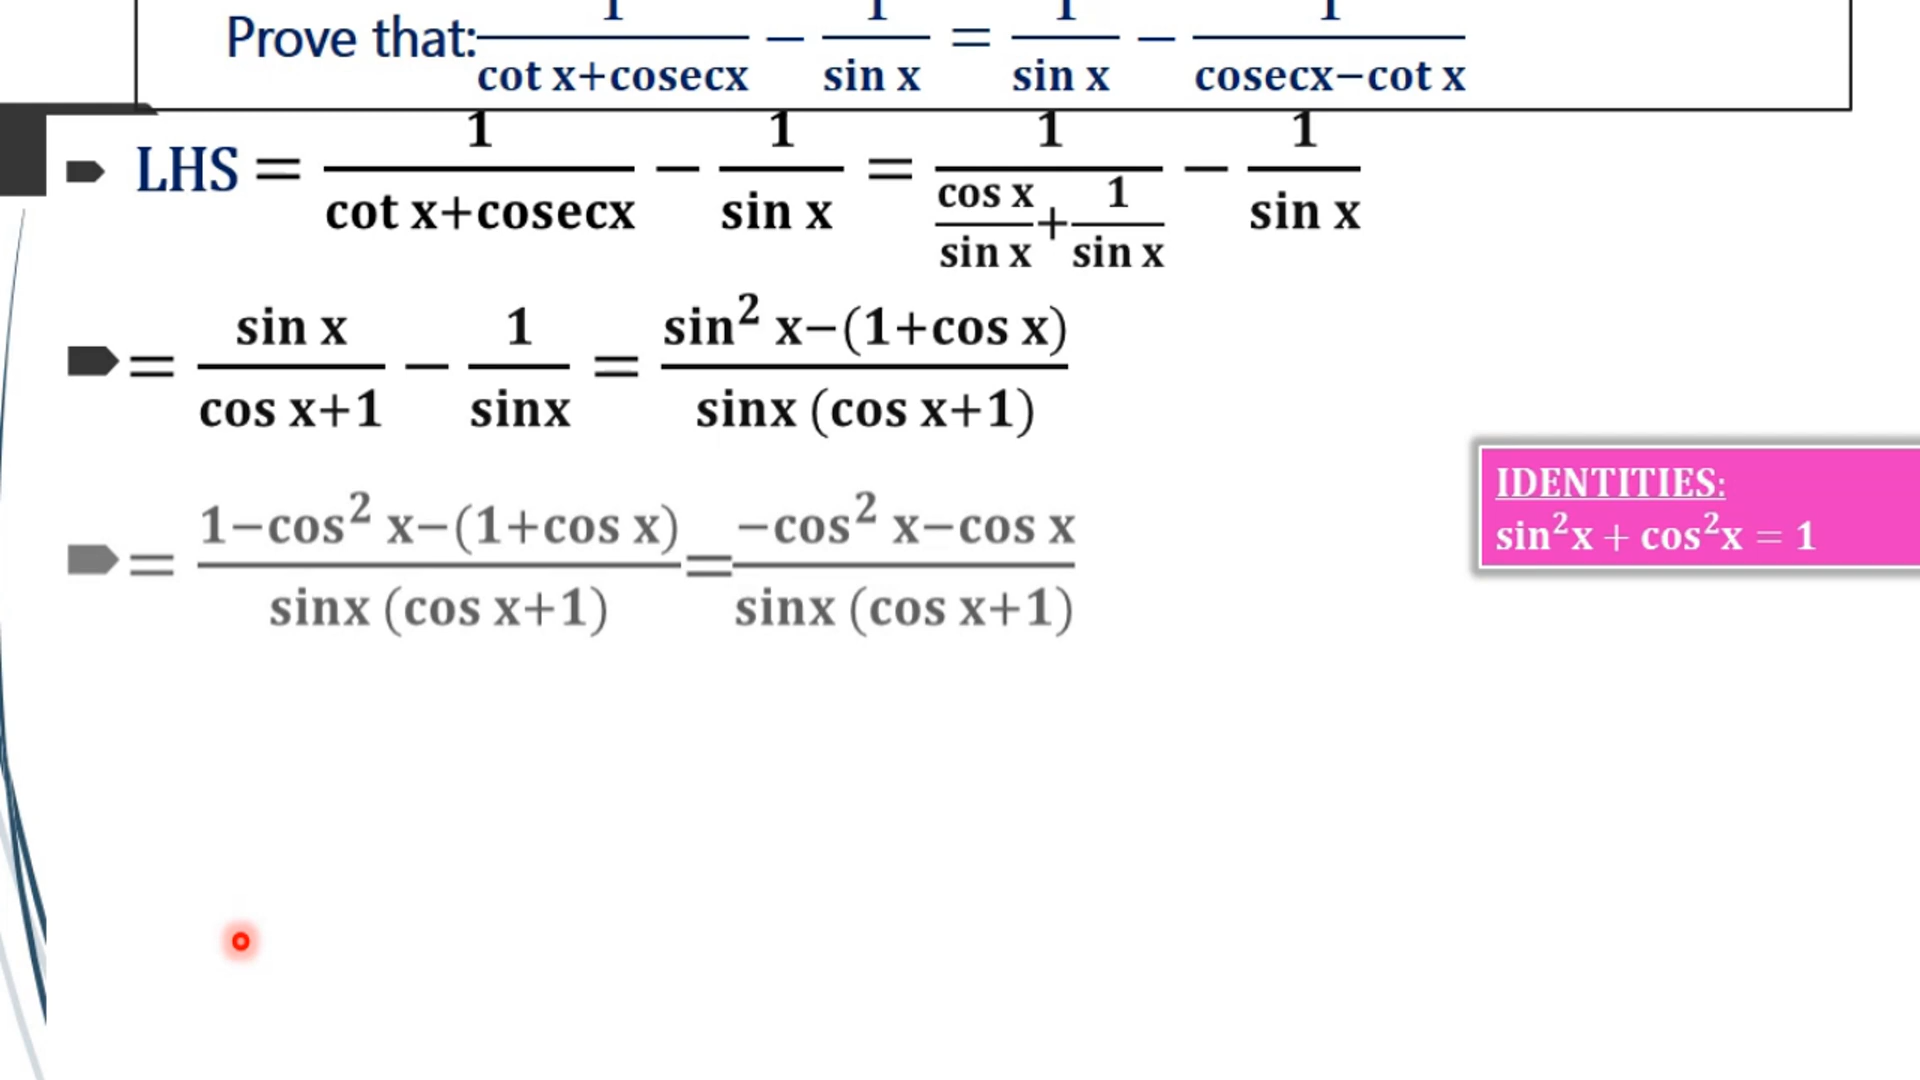 Prove that: 1/(cot x+cosecx) − 1/(sin x) = 1/(sin x) − 1/(cosecx−cot x)
LHS = 1/(cot x+cosecx) − 1/(sin x) = 1/((cos x)/(sin x)+1/(sin x)) − 1/(sin x)
= (sin x)/(cos x+1) − 1/(sinx) = (sin² x−(1+cos x))/(sinx (cos x+1))
= (1−cos² x−(1+cos x))/(sinx (cos x+1)) = (−cos² x−cos x)/(sinx (cos x+1))
IDENTITIES:
sin²x + cos²x = 1